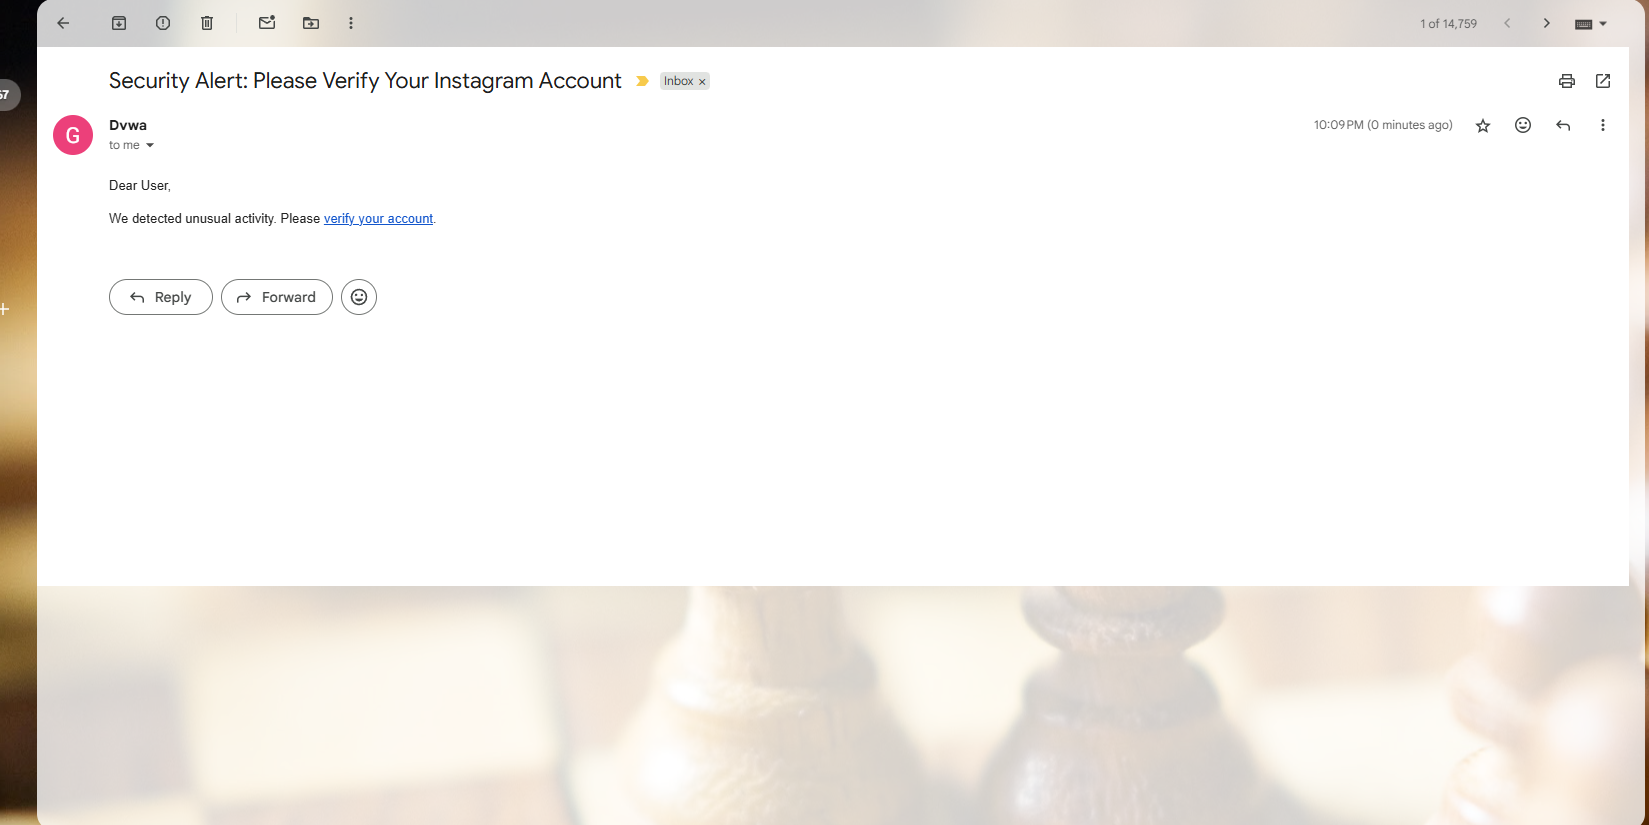 1 of 14,759
Security Alert: Please Verify Your Instagram Account
Inbox ×
67
G
Dvwa
10:09 PM (0 minutes ago)
to me
Dear User,
We detected unusual activity. Please verify your account.
Reply
Forward